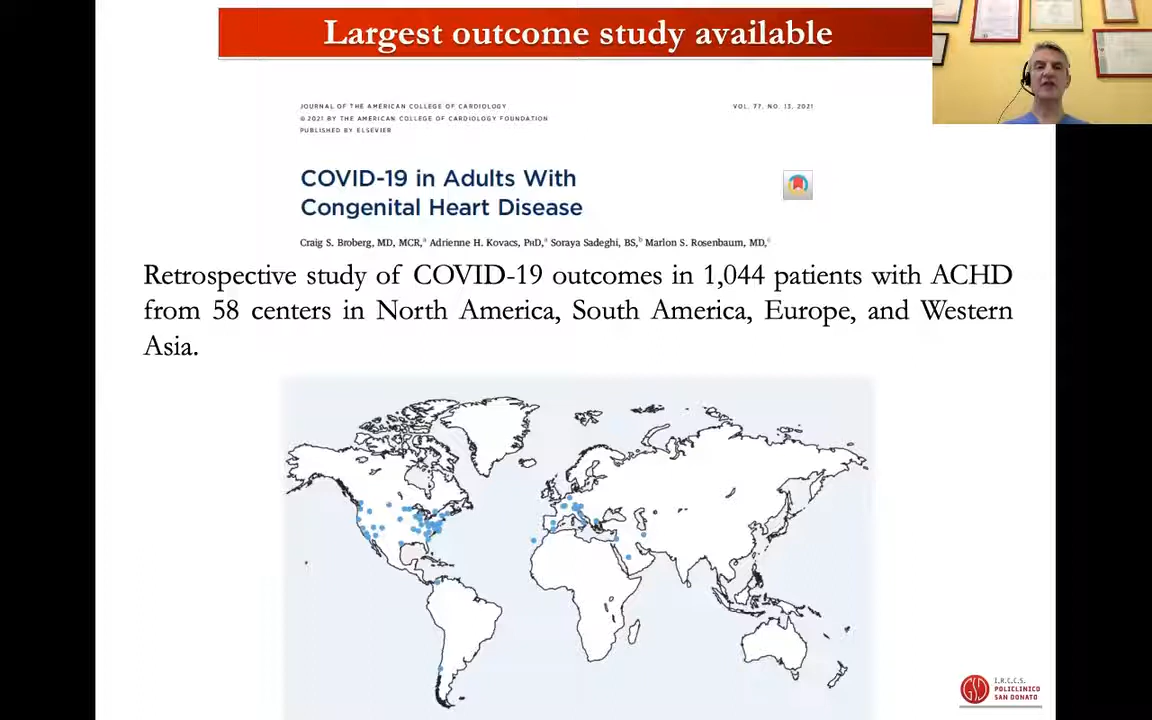 Largest outcome study available
JOURNAL OF THE AMERICAN COLLEGE OF CARDIOLOGY
VOL. 77, NO. 13, 2021
© 2021 BY THE AMERICAN COLLEGE OF CARDIOLOGY FOUNDATION
PUBLISHED BY ELSEVIER
COVID-19 in Adults With
Congenital Heart Disease
Craig S. Broberg, MD, MCR,a Adrienne H. Kovacs, PhD,a Soraya Sadeghi, BS,b Marlon S. Rosenbaum, MD,c
Retrospective study of COVID-19 outcomes in 1,044 patients with ACHD
from 58 centers in North America, South America, Europe, and Western
Asia.
GSD
I.R.C.C.S.
POLICLINICO
SAN DONATO